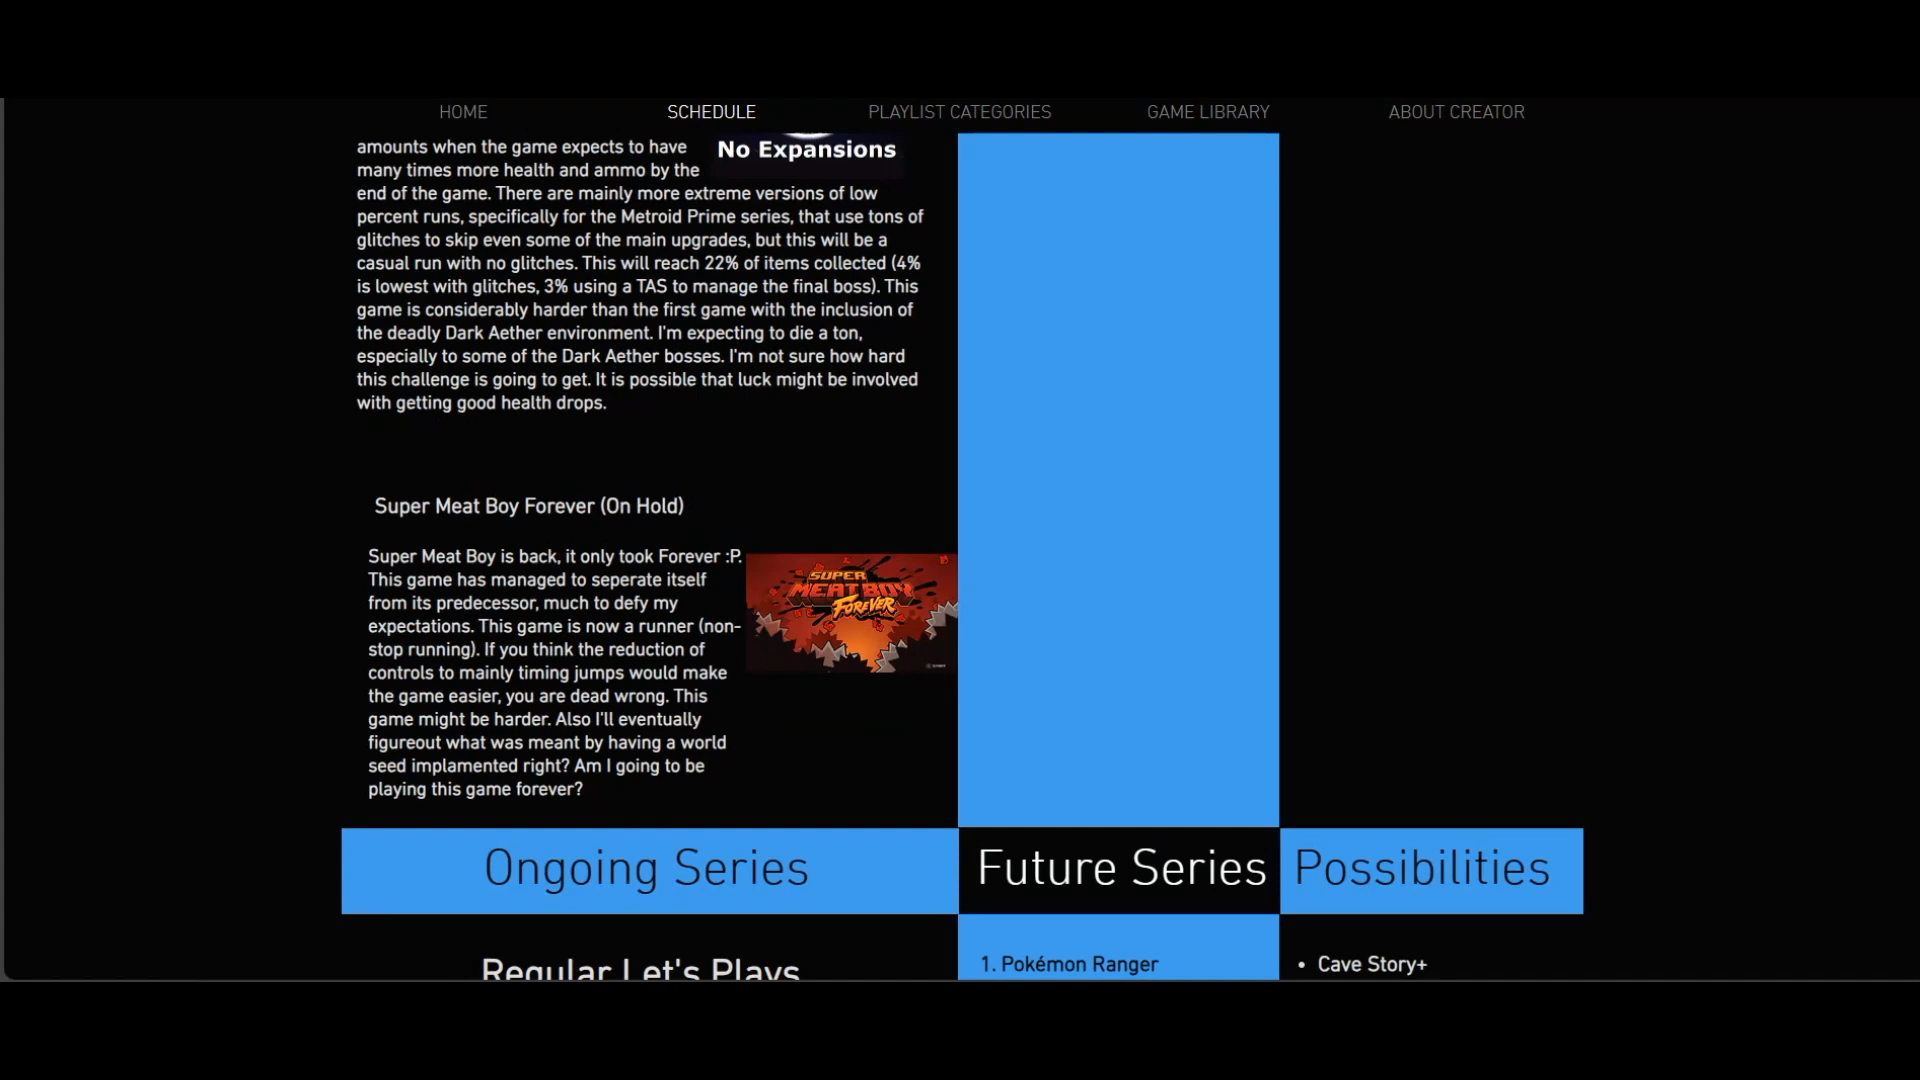 HOME SCHEDULE PLAYLIST CATEGORIES GAME LIBRARY ABOUT CREATOR
No Expansions
amounts when the game expects to have
many times more health and ammo by the
end of the game. There are mainly more extreme versions of low
percent runs, specifically for the Metroid Prime series, that use tons of
glitches to skip even some of the main upgrades, but this will be a
casual run with no glitches. This will reach 22% of items collected (4%
is lowest with glitches, 3% using a TAS to manage the final boss). This
game is considerably harder than the first game with the inclusion of
the deadly Dark Aether environment. I'm expecting to die a ton,
especially to some of the Dark Aether bosses. I'm not sure how hard
this challenge is going to get. It is possible that luck might be involved
with getting good health drops.
Super Meat Boy Forever (On Hold)
Super Meat Boy is back, it only took Forever :P.
This game has managed to seperate itself
from its predecessor, much to defy my
expectations. This game is now a runner (non-
stop running). If you think the reduction of
controls to mainly timing jumps would make
the game easier, you are dead wrong. This
game might be harder. Also I'll eventually
figureout what was meant by having a world
seed implamented right? Am I going to be
playing this game forever?
SUPER
MEAT BOY
FOREVER
Ongoing Series
Future Series
Possibilities
Regular Let's Plays
1. Pokémon Ranger
• Cave Story+